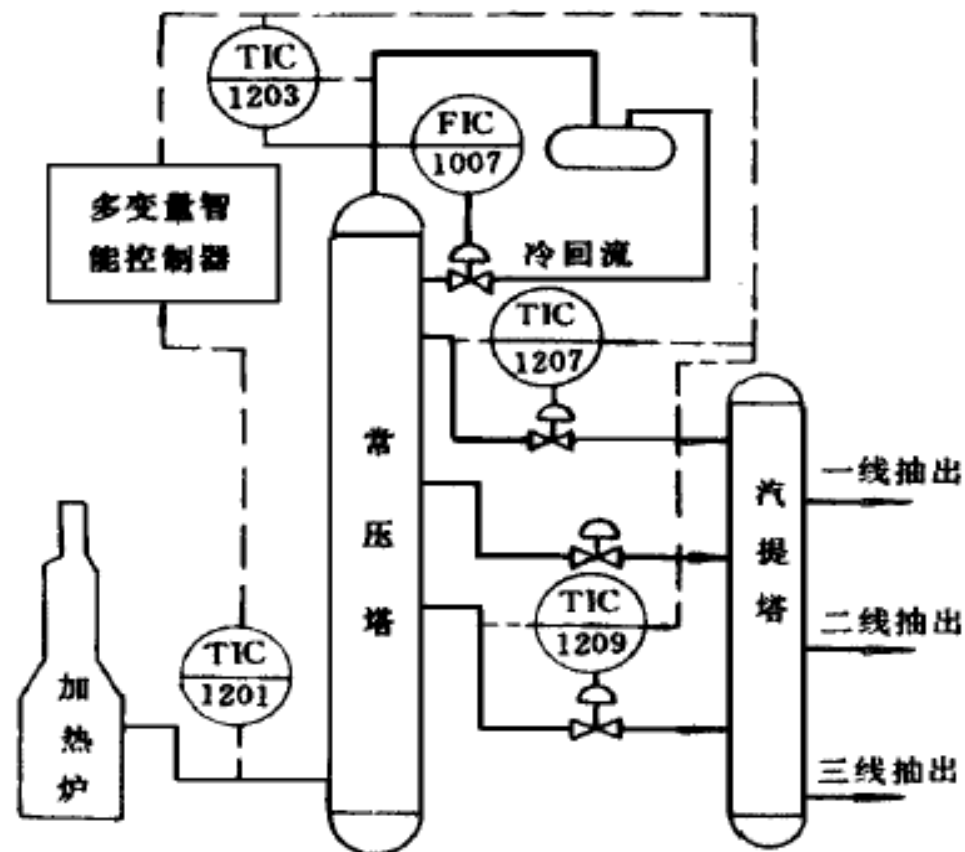 TIC
1203
FIC
1007
多变量智
能控制器
冷回流
TIC
1207
常压塔
汽提塔
一线抽出
TIC
1209
二线抽出
TIC
1201
加热炉
三线抽出